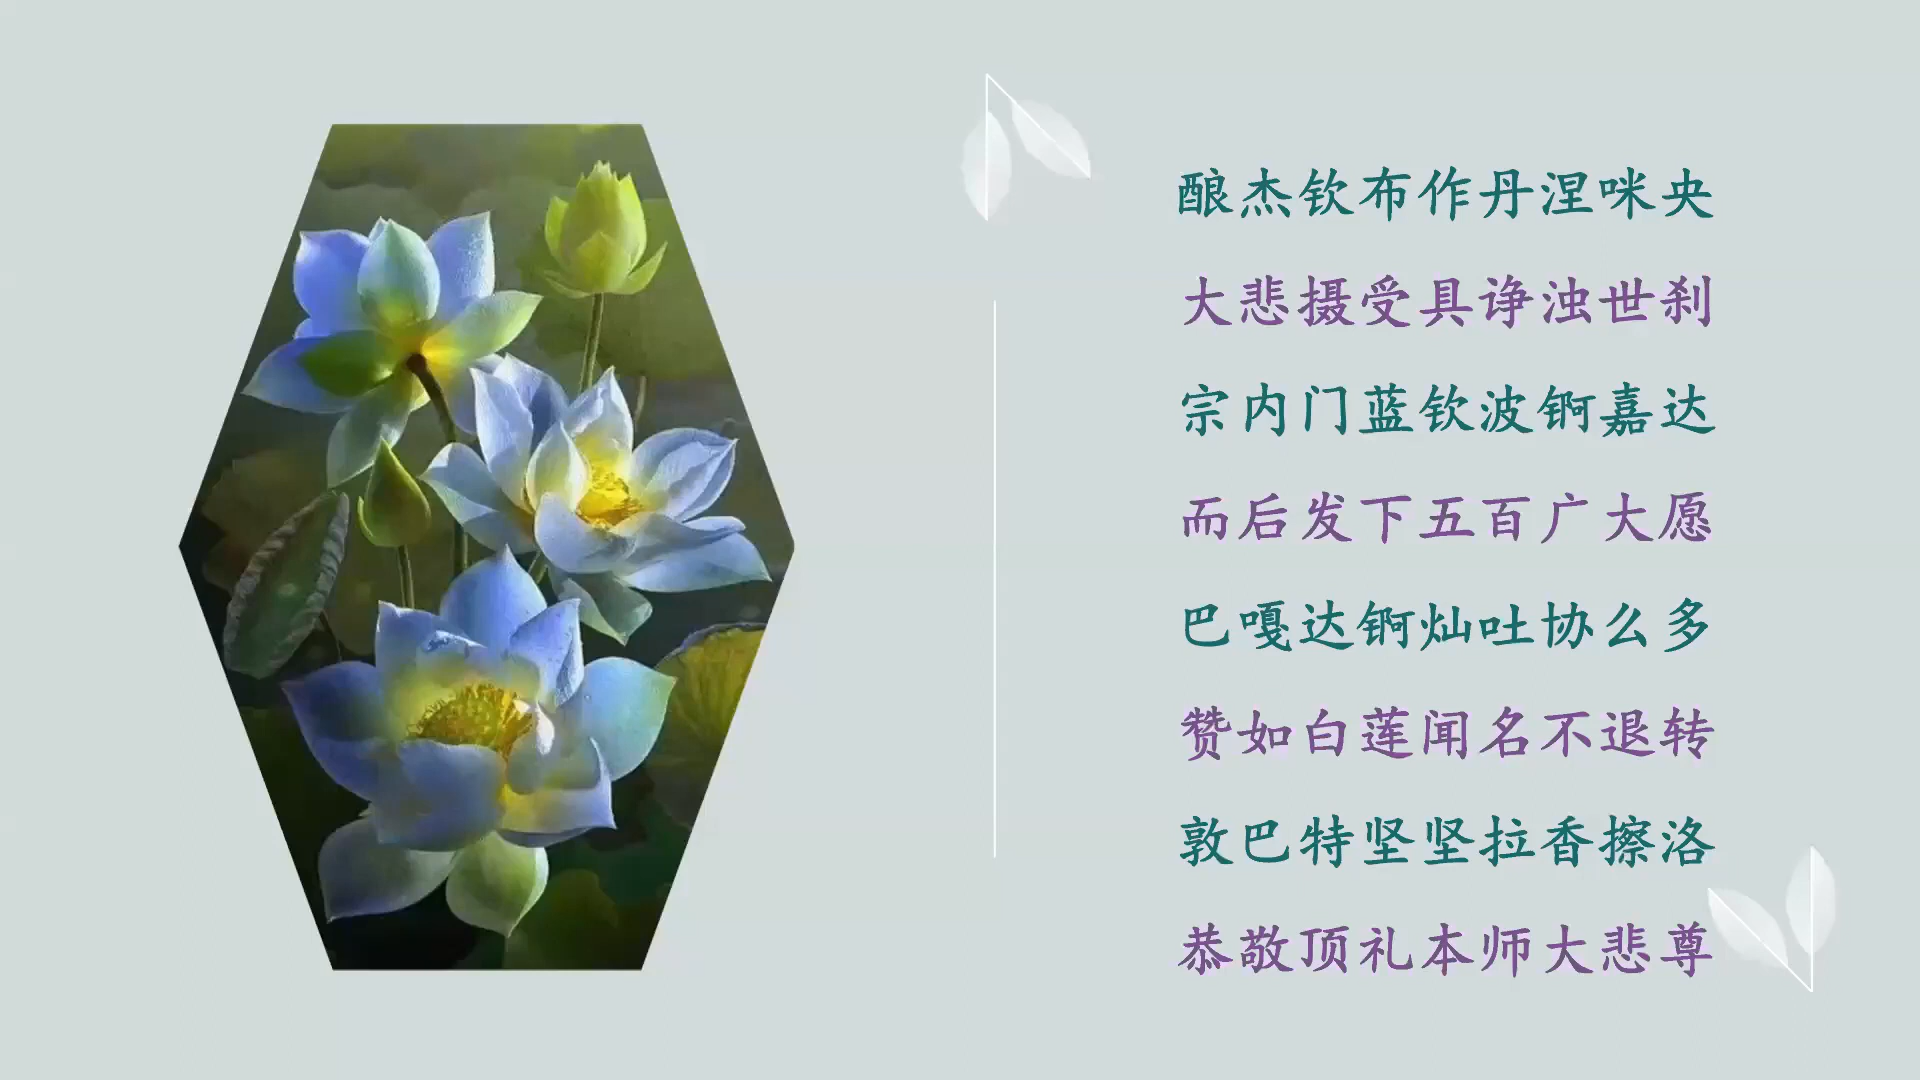 酿杰钦布作丹涅咪央
大悲摄受具诤浊世刹
宗内门蓝钦波锕嘉达
而后发下五百广大愿
巴嘎达锕灿吐协么多
赞如白莲闻名不退转
敦巴特坚坚拉香擦洛
恭敬顶礼本师大悲尊